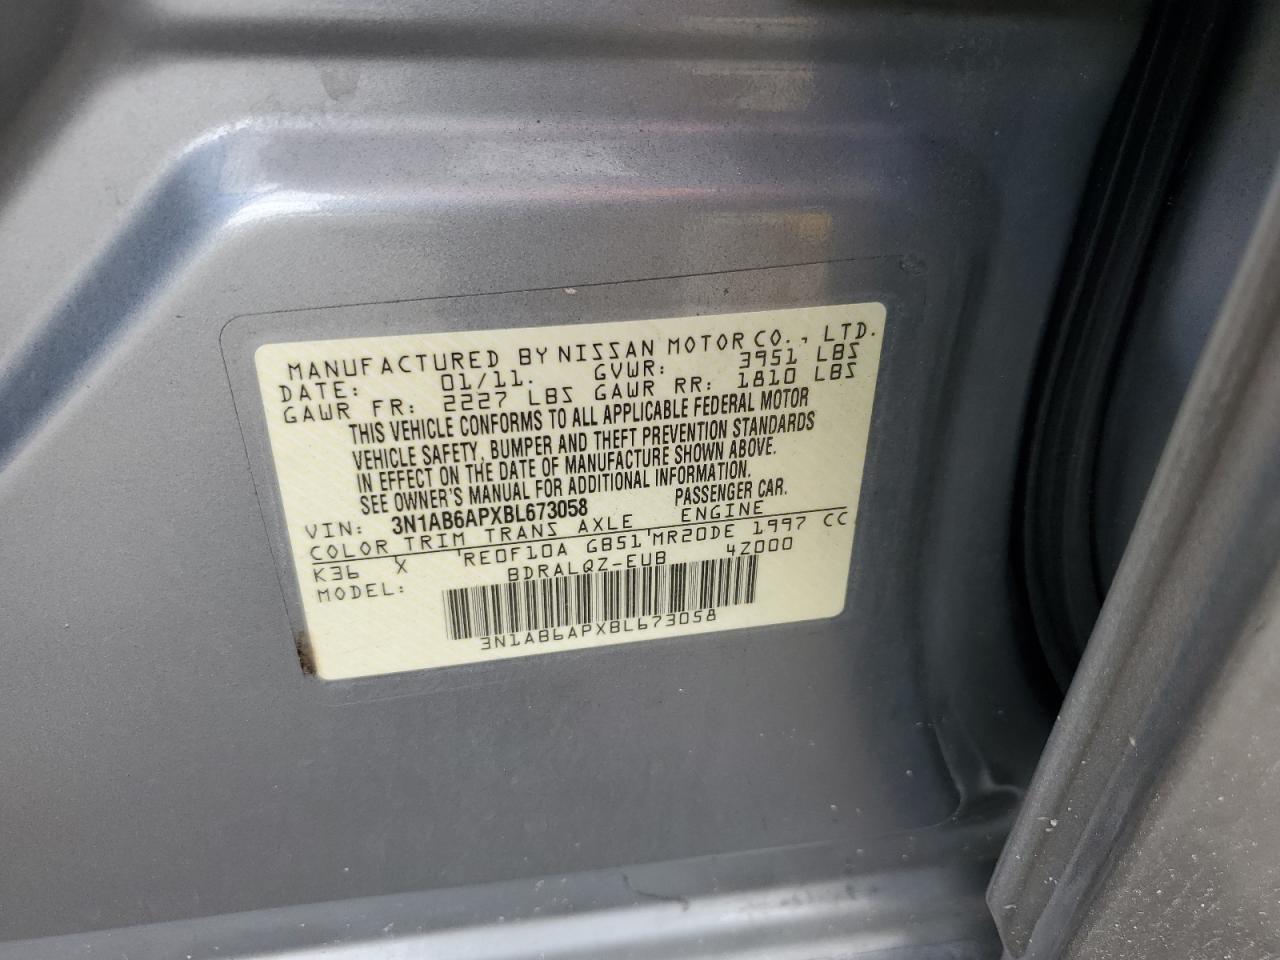 MANUFACTURED BY NISSAN MOTOR CO., LTD.
DATE: 01/11. GVWR: 3951 LBS
GAWR FR: 2227 LBS GAWR RR: 1810 LBS
THIS VEHICLE CONFORMS TO ALL APPLICABLE FEDERAL MOTOR
VEHICLE SAFETY, BUMPER AND THEFT PREVENTION STANDARDS
IN EFFECT ON THE DATE OF MANUFACTURE SHOWN ABOVE.
SEE OWNER'S MANUAL FOR ADDITIONAL INFORMATION.
VIN: 3N1AB6APXBL673058 PASSENGER CAR.
COLOR TRIM TRANS AXLE ENGINE
K36 X RE0F10A GB51 MR20DE 1997 CC
MODEL: BDRALQZ-EUB 4Z000
3N1AB6APXBL673058